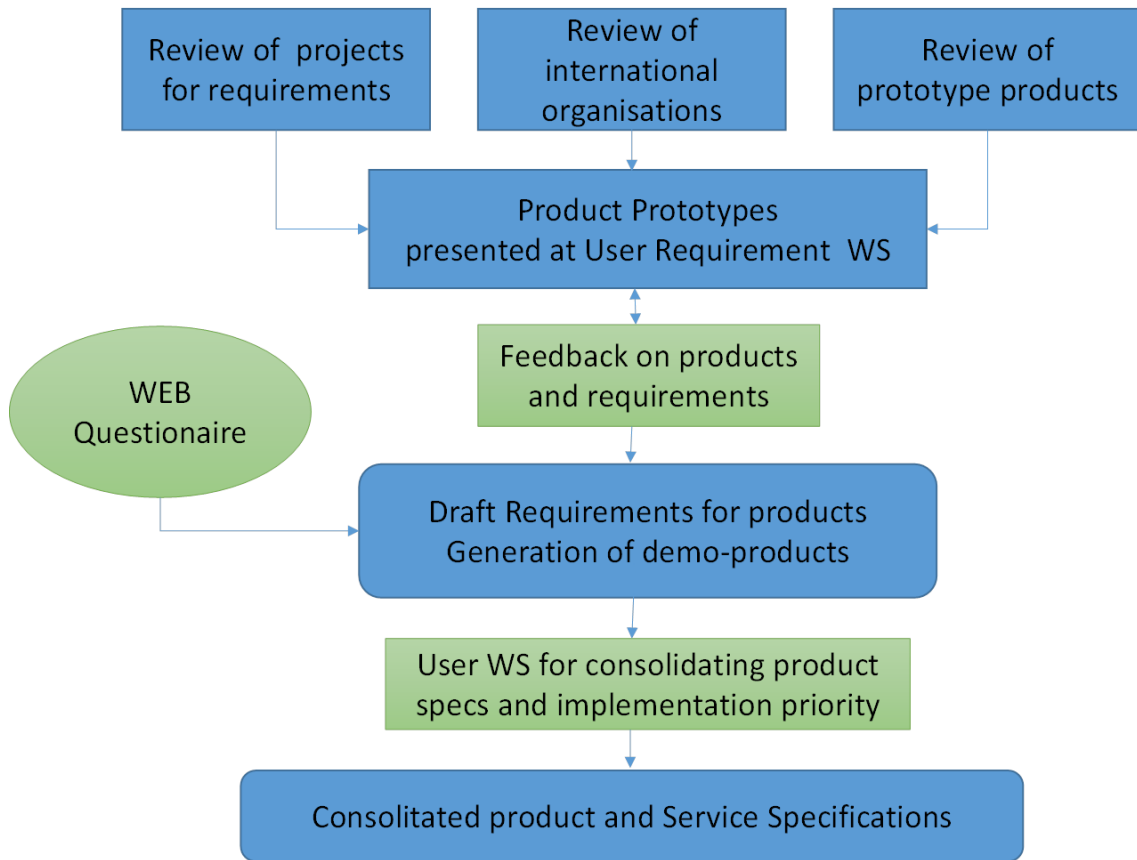 Review of projects
for requirements
Review of
international
organisations
Review of
prototype products
Product Prototypes
presented at User Requirement WS
Feedback on products
and requirements
WEB
Questionaire
Draft Requirements for products
Generation of demo-products
User WS for consolidating product
specs and implementation priority
Consolitated product and Service Specifications